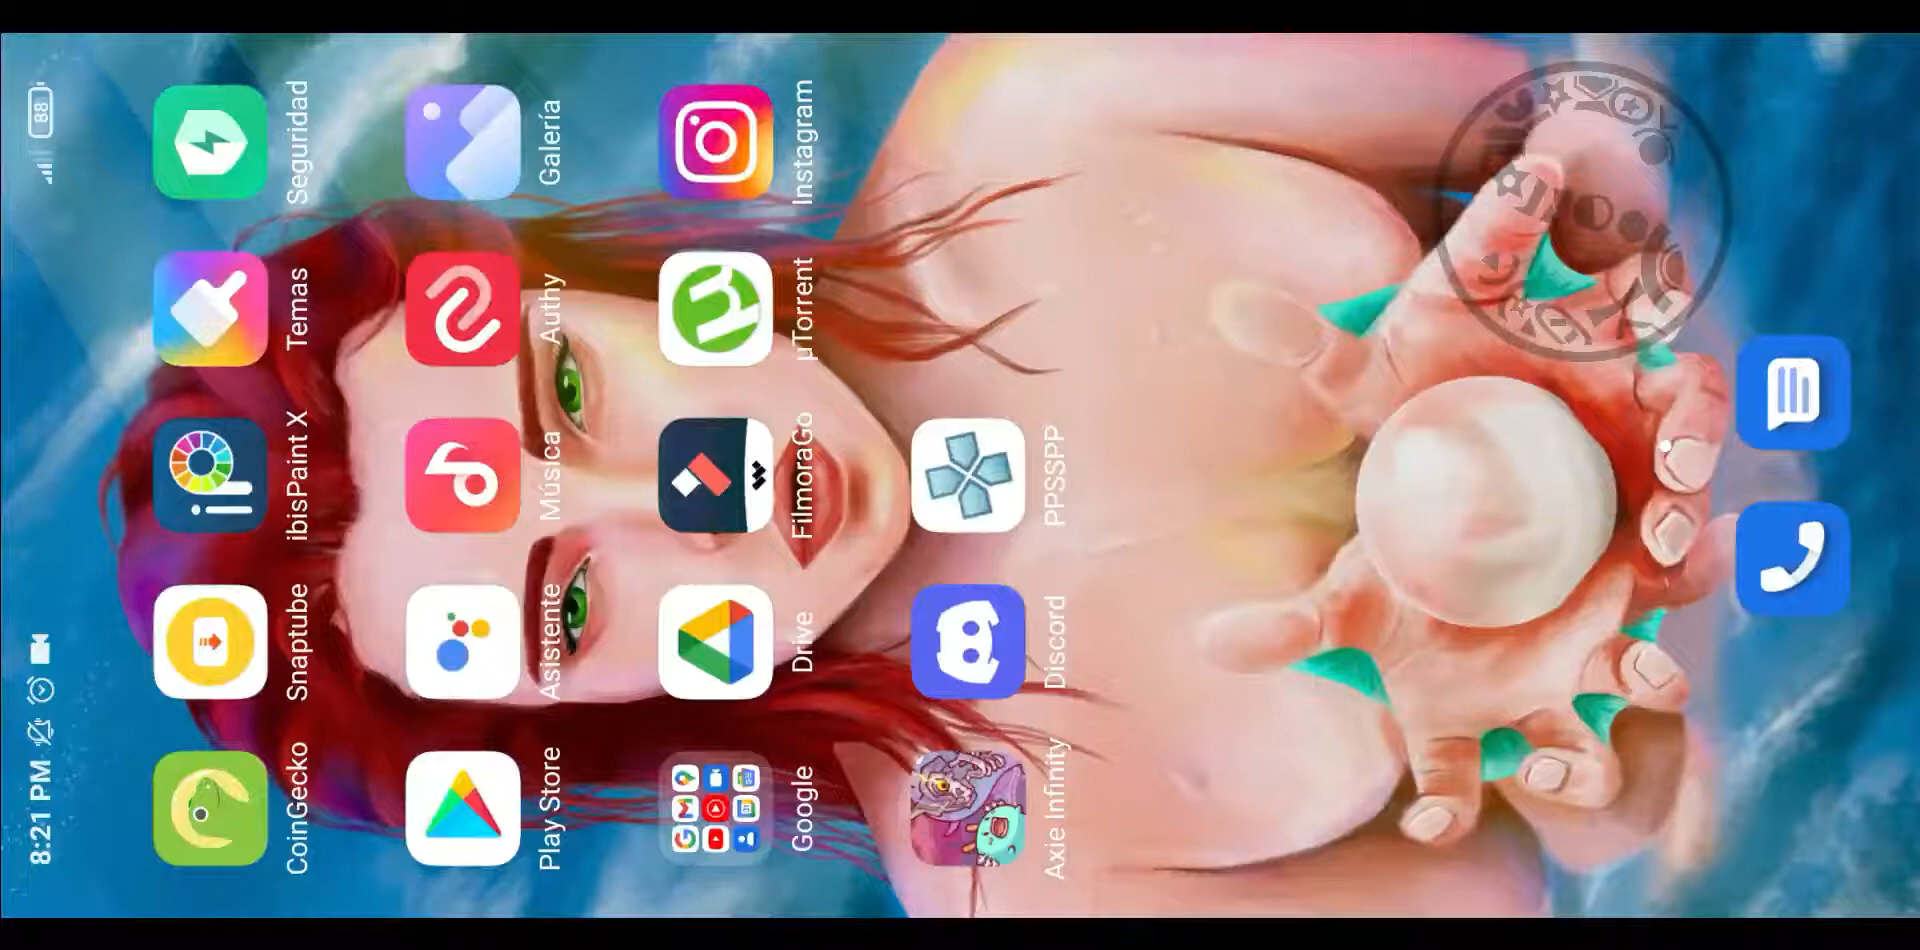 8:21 PM 88
CoinGecko Snaptube ibisPaint X Temas Seguridad
Play Store Asistente Música Authy Galería
Google Drive FilmoraGo µTorrent Instagram
Axie Infinity Discord PPSSPP